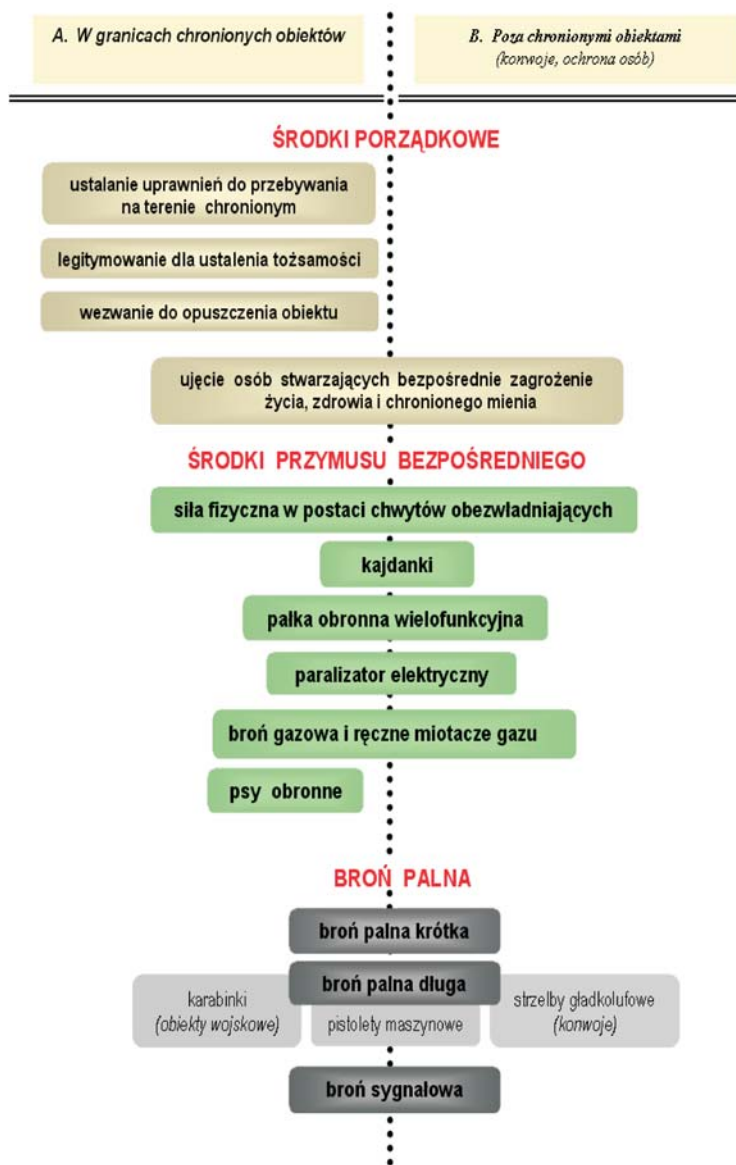 A. W granicach chronionych obiektów
B. Poza chronionymi obiektami
(konwoje, ochrona osób)
ŚRODKI PORZĄDKOWE
ustalanie uprawnień do przebywania
na terenie chronionym
legitymowanie dla ustalenia tożsamości
wezwanie do opuszczenia obiektu
ujęcie osób stwarzających bezpośrednie zagrożenie
życia, zdrowia i chronionego mienia
ŚRODKI PRZYMUSU BEZPOŚREDNIEGO
siła fizyczna w postaci chwytów obezwładniających
kajdanki
pałka obronna wielofunkcyjna
paralizator elektryczny
broń gazowa i ręczne miotacze gazu
psy obronne
BROŃ PALNA
broń palna krótka
broń palna długa
karabinki
(obiekty wojskowe)
pistolety maszynowe
strzelby gładkolufowe
(konwoje)
broń sygnałowa